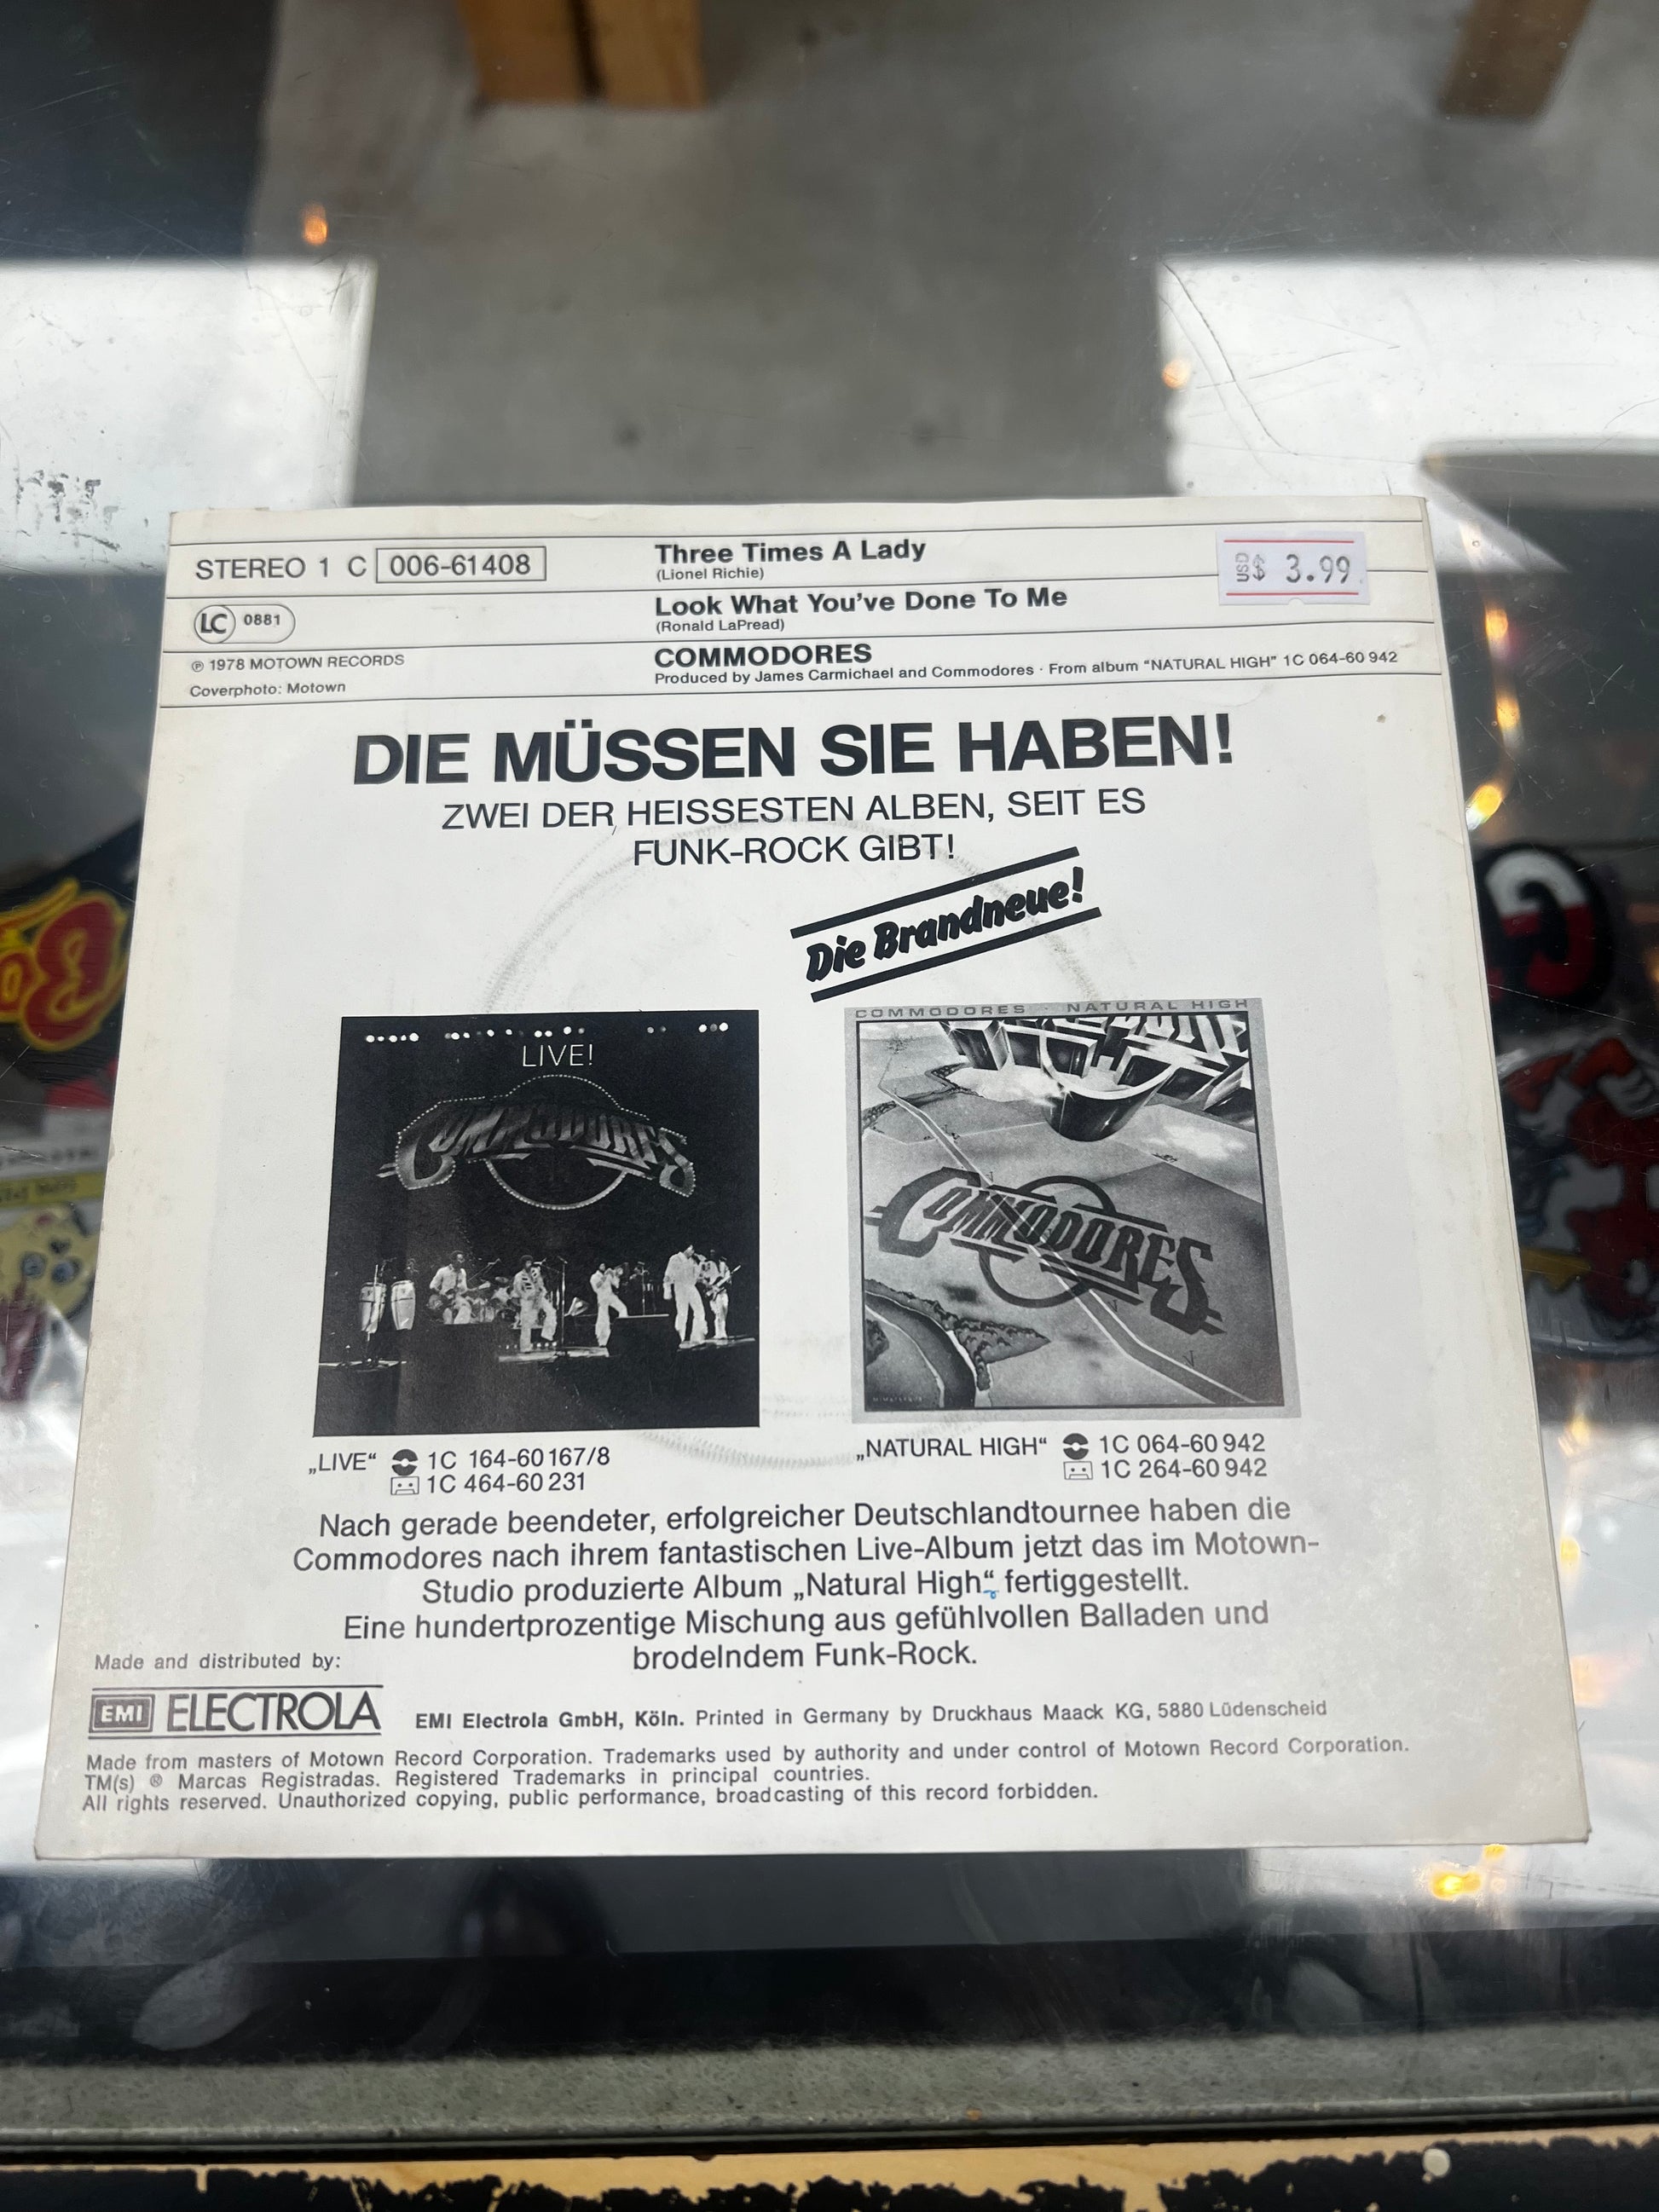 STEREO 1 C 006-61408
LC 0881
℗ 1978 MOTOWN RECORDS
Coverphoto: Motown
Three Times A Lady
(Lionel Richie)
Look What You've Done To Me
(Ronald LaPread)
COMMODORES
Produced by James Carmichael and Commodores · From album "NATURAL HIGH" 1C 064-60 942
USD $ 3.99
DIE MÜSSEN SIE HABEN!
ZWEI DER HEISSESTEN ALBEN, SEIT ES
FUNK-ROCK GIBT!
Die Brandneue!
LIVE!
COMMODORES
COMMODORES · NATURAL HIGH
COMMODORES
„LIVE“ 1C 164-60167/8
1C 464-60 231
„NATURAL HIGH“ 1C 064-60 942
1C 264-60 942
Nach gerade beendeter, erfolgreicher Deutschlandtournee haben die
Commodores nach ihrem fantastischen Live-Album jetzt das im Motown-
Studio produzierte Album „Natural High“ fertiggestellt.
Eine hundertprozentige Mischung aus gefühlvollen Balladen und
brodelndem Funk-Rock.
Made and distributed by:
EMI ELECTROLA
EMI Electrola GmbH, Köln. Printed in Germany by Druckhaus Maack KG, 5880 Lüdenscheid
Made from masters of Motown Record Corporation. Trademarks used by authority and under control of Motown Record Corporation.
TM(s) ® Marcas Registradas. Registered Trademarks in principal countries.
All rights reserved. Unauthorized copying, public performance, broadcasting of this record forbidden.